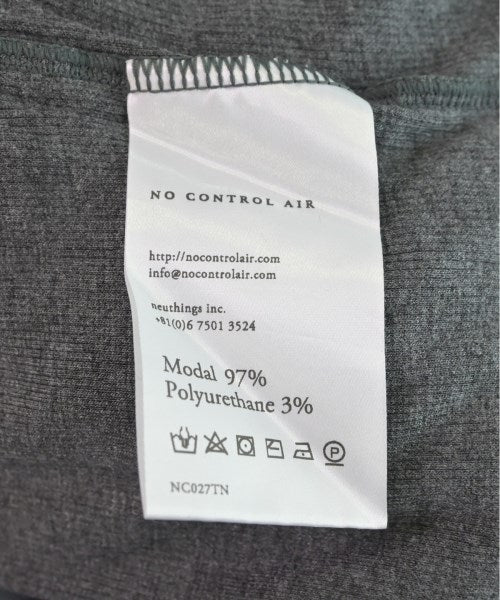 NO CONTROL AIR
http://nocontrolair.com
info@nocontrolair.com
neuthings inc.
+81(0)6 7501 3524
Modal 97%
Polyurethane 3%
P
NC027TN